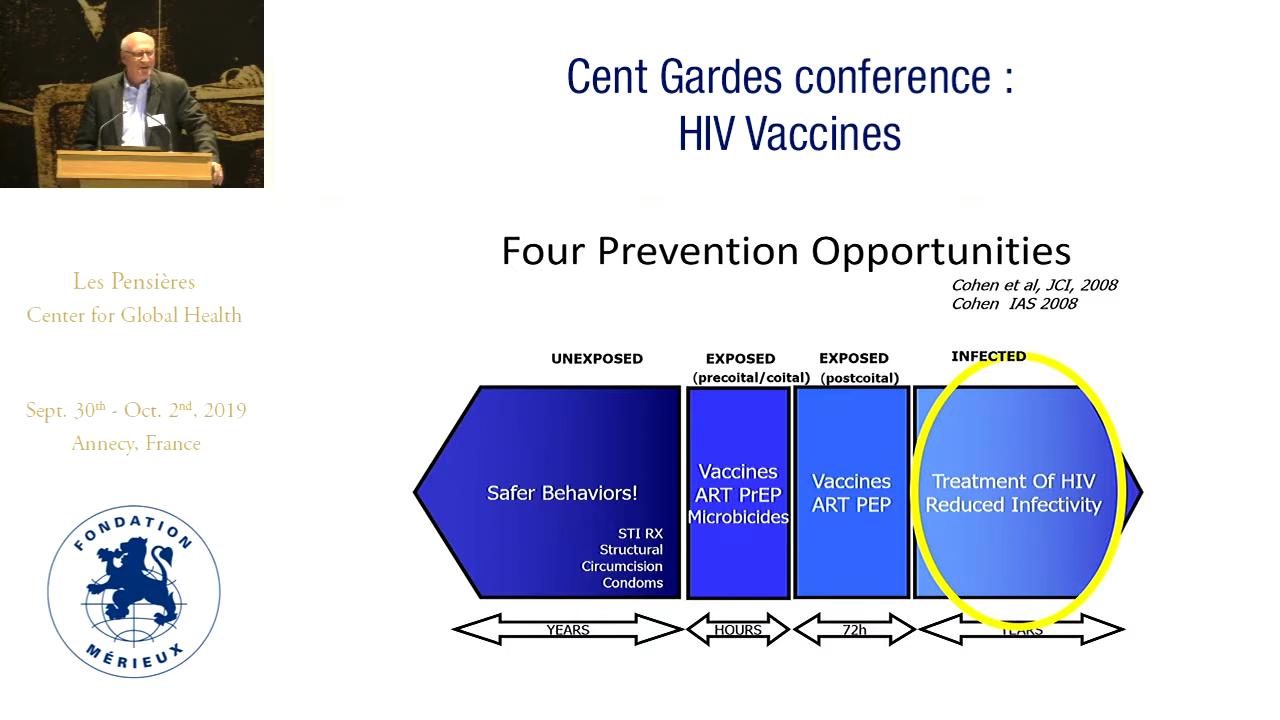 Cent Gardes conference :
HIV Vaccines
Les Pensières
Center for Global Health
Sept. 30th - Oct. 2nd, 2019
Annecy, France
FONDATION
MÉRIEUX
Four Prevention Opportunities
Cohen et al, JCI, 2008
Cohen IAS 2008
UNEXPOSED
EXPOSED
(precoital/coital)
EXPOSED
(postcoital)
INFECTED
Safer Behaviors!
STI RX
Structural
Circumcision
Condoms
Vaccines
ART PrEP
Microbicides
Vaccines
ART PEP
Treatment Of HIV
Reduced Infectivity
YEARS
HOURS
72h
YEARS